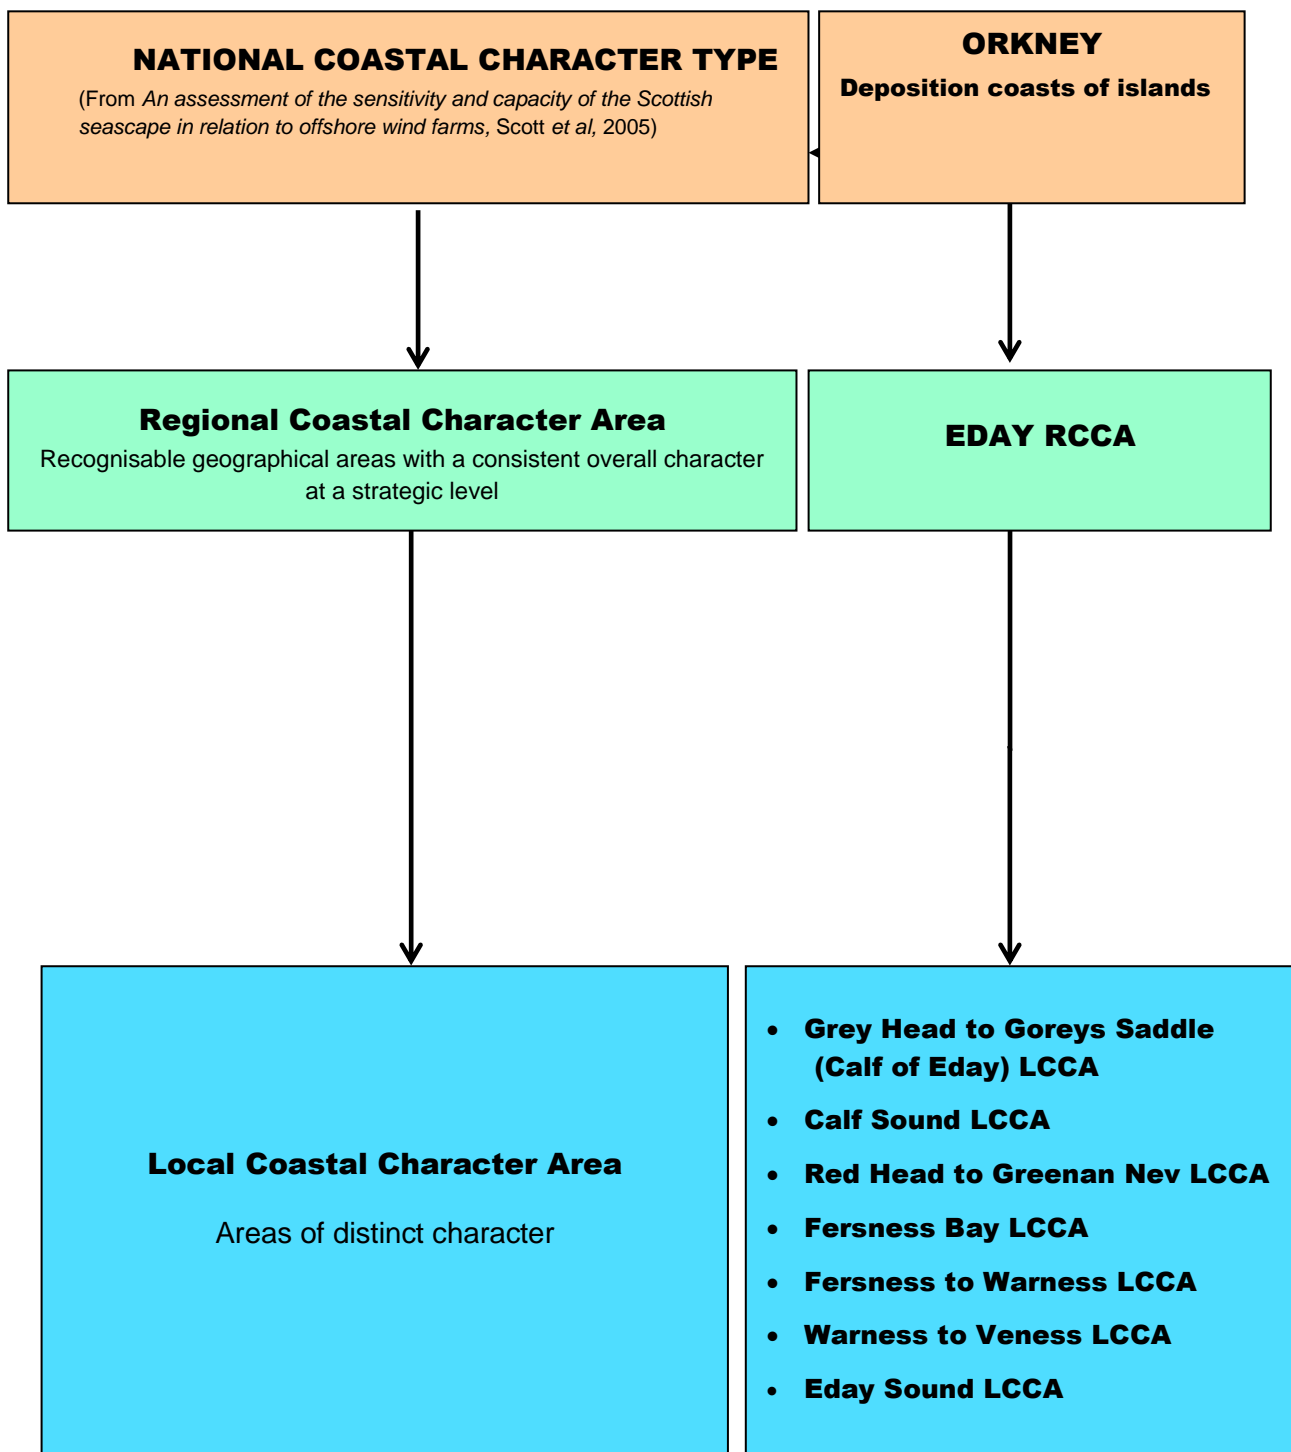 NATIONAL COASTAL CHARACTER TYPE
(From An assessment of the sensitivity and capacity of the Scottish
seascape in relation to offshore wind farms, Scott et al, 2005)
ORKNEY
Deposition coasts of islands
Regional Coastal Character Area
Recognisable geographical areas with a consistent overall character
at a strategic level
EDAY RCCA
Local Coastal Character Area
Areas of distinct character
• Grey Head to Goreys Saddle
(Calf of Eday) LCCA
• Calf Sound LCCA
• Red Head to Greenan Nev LCCA
• Fersness Bay LCCA
• Fersness to Warness LCCA
• Warness to Veness LCCA
• Eday Sound LCCA